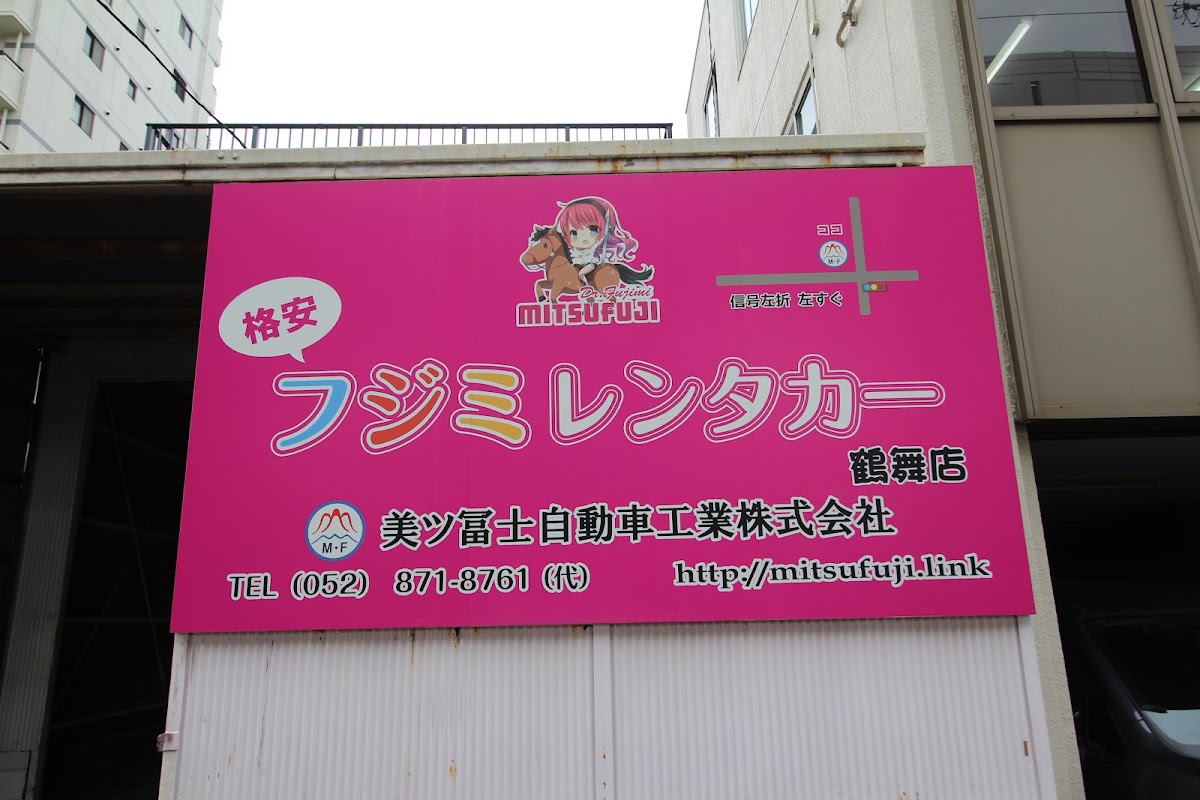 ココ
M・F
信号左折 左すぐ
Dr.Fujimi
MITSUFUJI
格安
フジミレンタカー
鶴舞店
M・F
美ツ冨士自動車工業株式会社
TEL (052) 871-8761 (代)
http://mitsufuji.link